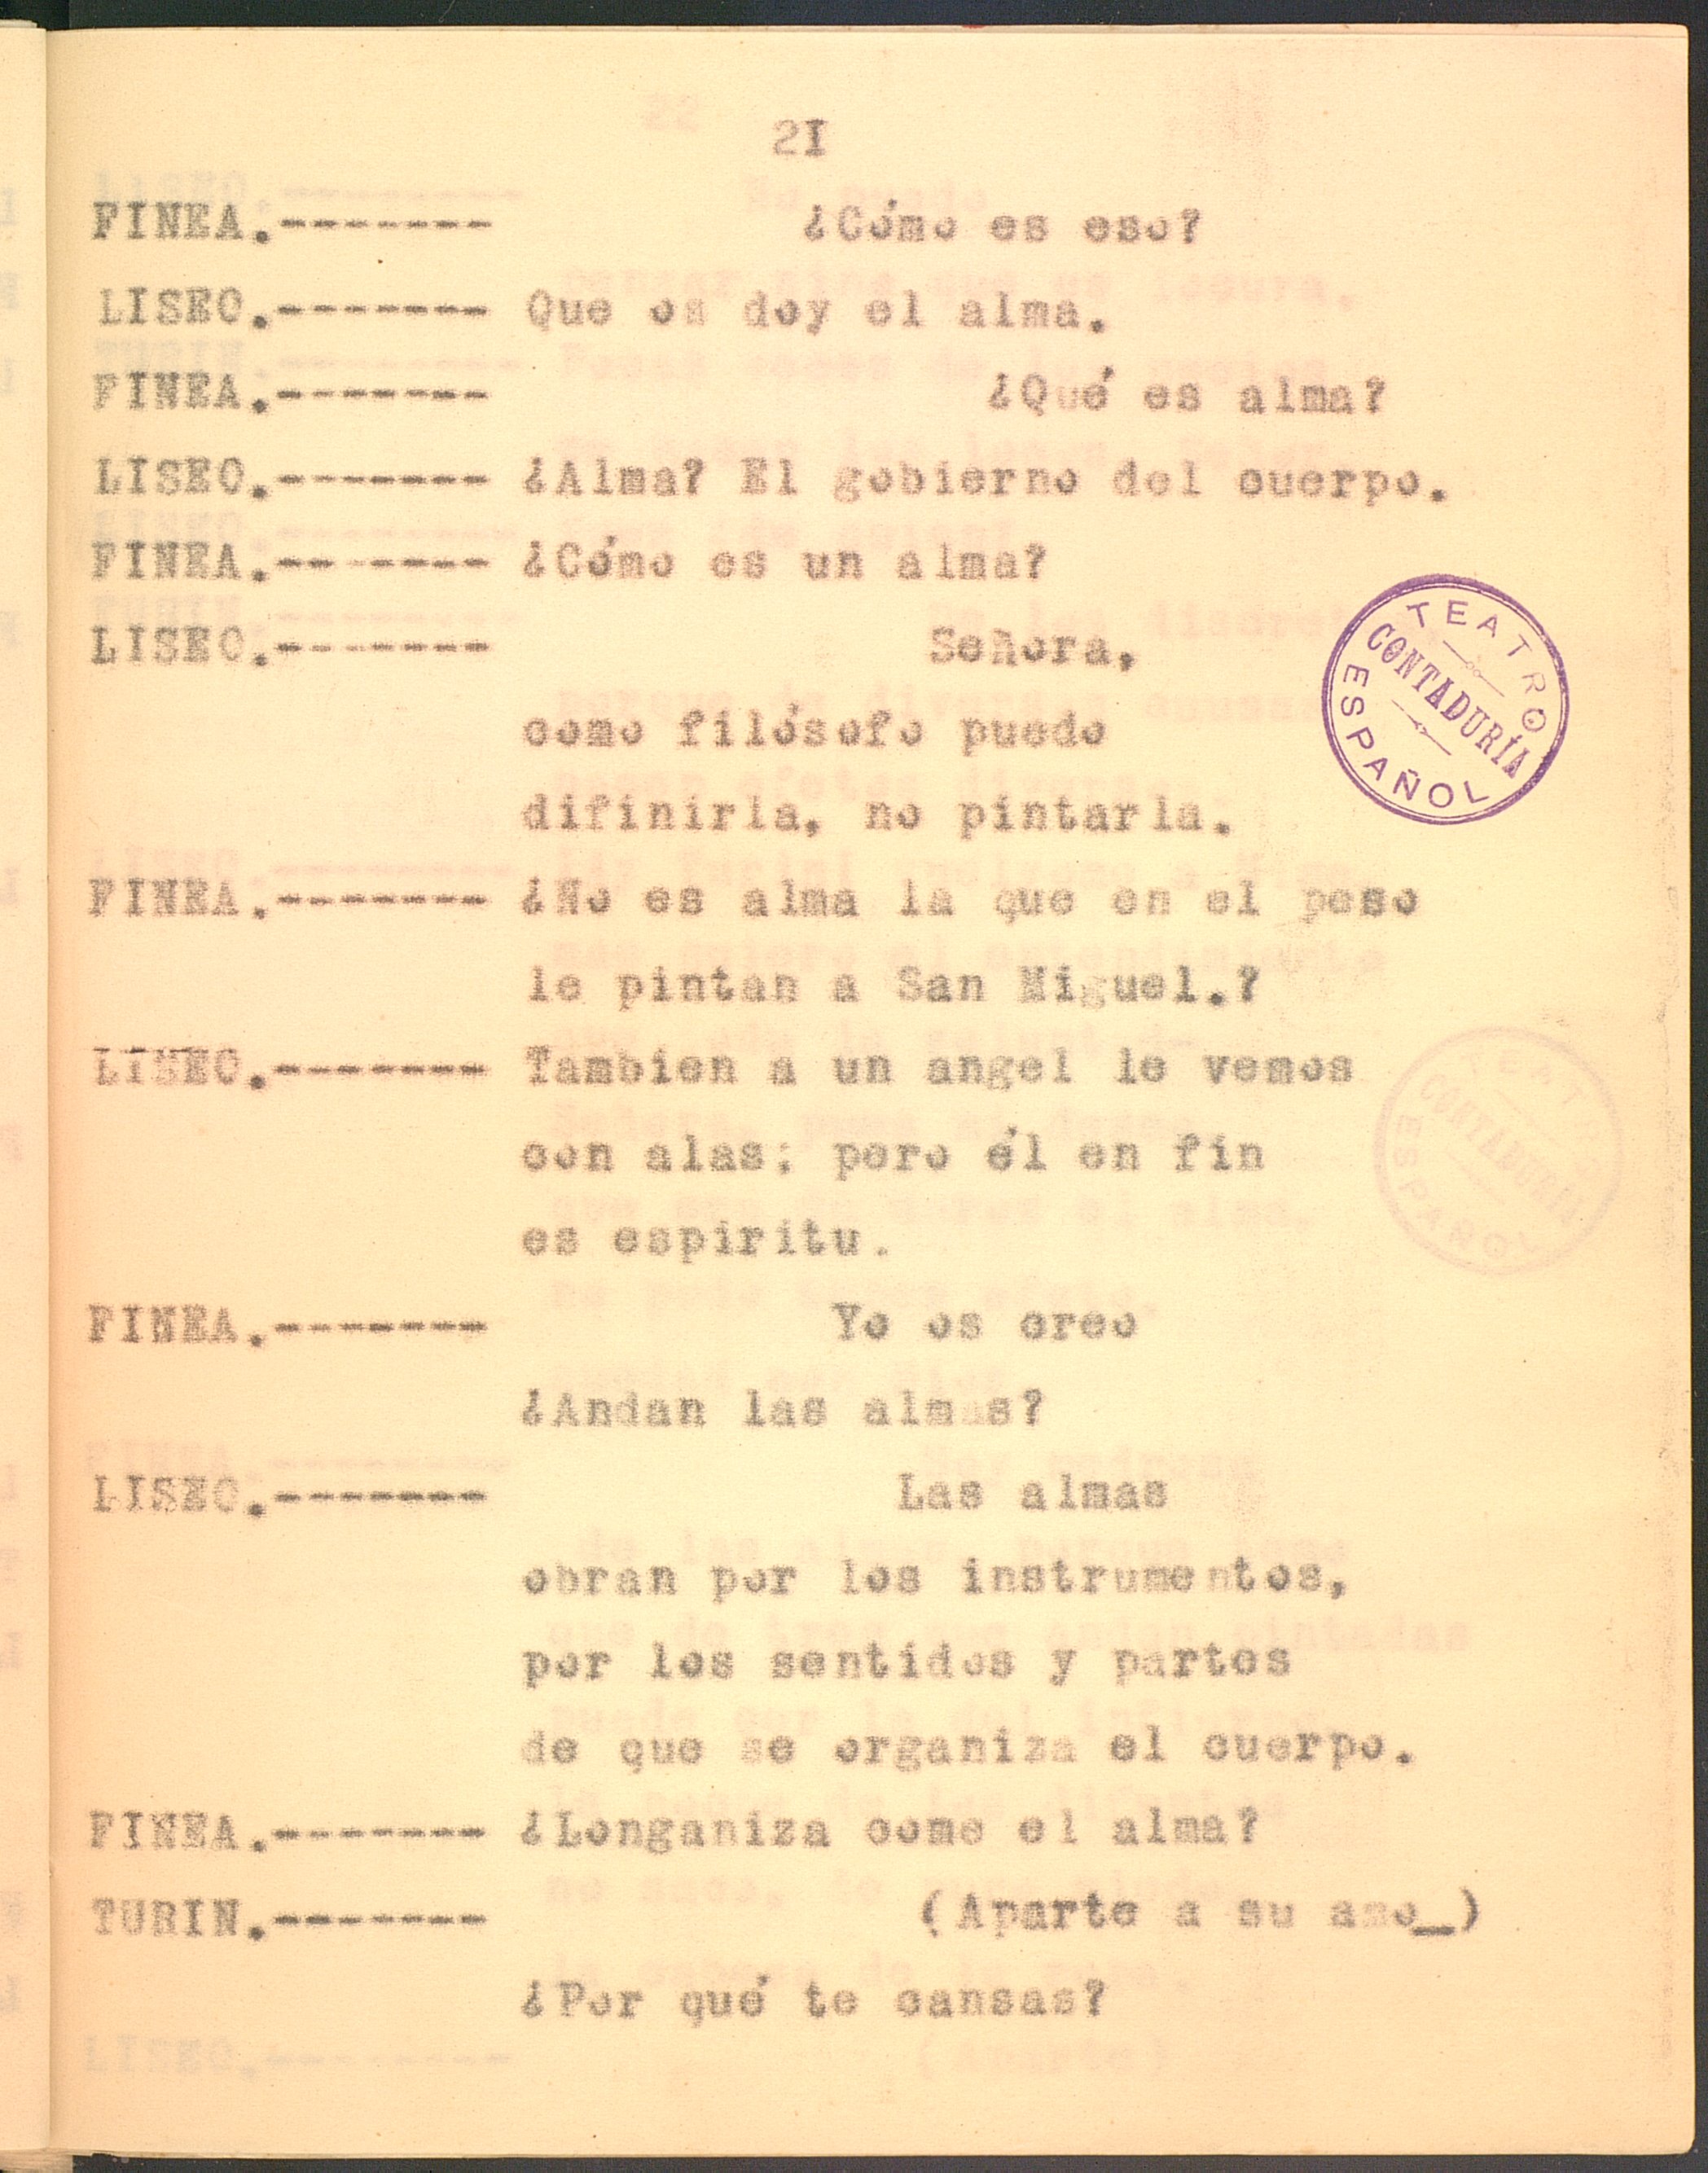 2I
FINEA.------- ¿Cómo es eso?
LISEO.------- Que os doy el alma.
FINEA.------- ¿Qué es alma?
LISEO.------- ¿Alma? El gobierno del cuerpo.
FINEA.------- ¿Cómo es un alma?
LISEO.------- Señora,
como filósofo puedo
difinirla, no pintarla.
FINEA.------- ¿No es alma la que en el peso
le pintan a San Miguel.?
LISEO.------- Tambien a un angel le vemos
con alas; pero él en fin
es espiritu.
FINEA.------- Yo os creo
¿Andan las almas?
LISEO.------- Las almas
obran por los instrumentos,
por los sentidos y partes
de que se organiza el cuerpo.
FINEA.------- ¿Longaniza come el alma?
TURIN.------- (Aparte a su amo_)
¿Por qué te cansas?
TEATRO ESPAÑOL
CONTADURÍA